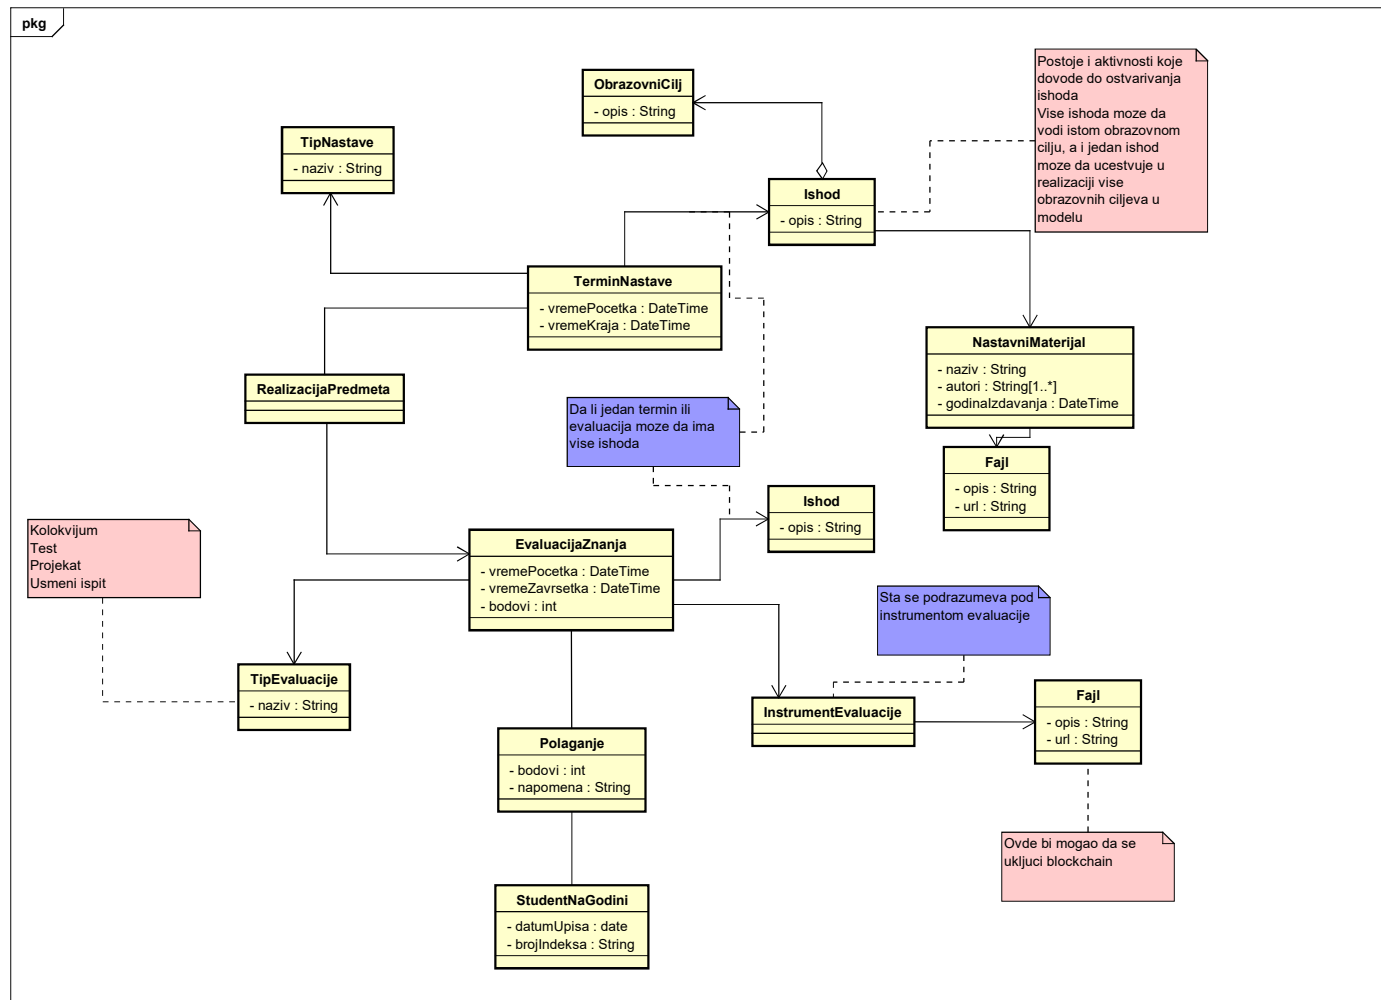 pkg
ObrazovniCilj
- opis : String
Postoje i aktivnosti koje
dovode do ostvarivanja
ishoda
Vise ishoda moze da
vodi istom obrazovnom
cilju, a i jedan ishod
moze da ucestvuje u
realizaciji vise
obrazovnih ciljeva u
modelu
TipNastave
- naziv : String
Ishod
- opis : String
TerminNastave
- vremePocetka : DateTime
- vremeKraja : DateTime
NastavniMaterijal
- naziv : String
- autori : String[1..*]
- godinaIzdavanja : DateTime
RealizacijaPredmeta
Da li jedan termin ili
evaluacija moze da ima
vise ishoda
Fajl
- opis : String
- url : String
Ishod
- opis : String
Kolokvijum
Test
Projekat
Usmeni ispit
EvaluacijaZnanja
- vremePocetka : DateTime
- vremeZavrsetka : DateTime
- bodovi : int
Sta se podrazumeva pod
instrumentom evaluacije
TipEvaluacije
- naziv : String
InstrumentEvaluacije
Fajl
- opis : String
- url : String
Polaganje
- bodovi : int
- napomena : String
Ovde bi mogao da se
ukljuci blockchain
StudentNaGodini
- datumUpisa : date
- brojIndeksa : String